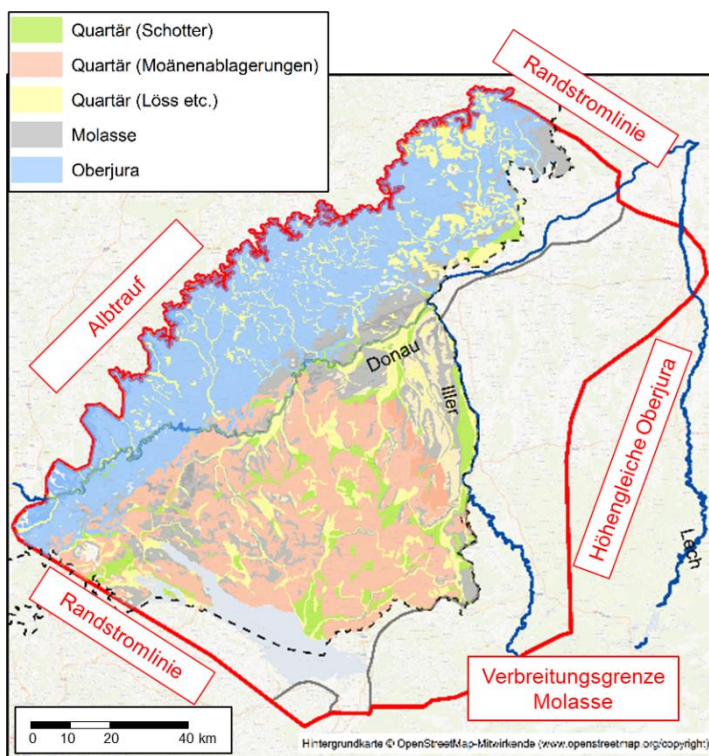 Quartär (Schotter)
Quartär (Moänenablagerungen)
Quartär (Löss etc.)
Molasse
Oberjura
Randstromlinie
Albtrauf
Donau
Iller
Höhengleiche Oberjura
Lech
Randstromlinie
Verbreitungsgrenze
Molasse
0 10 20 40 km
Hintergrundkarte © OpenStreetMap-Mitwirkende (www.openstreetmap.org/copyright)